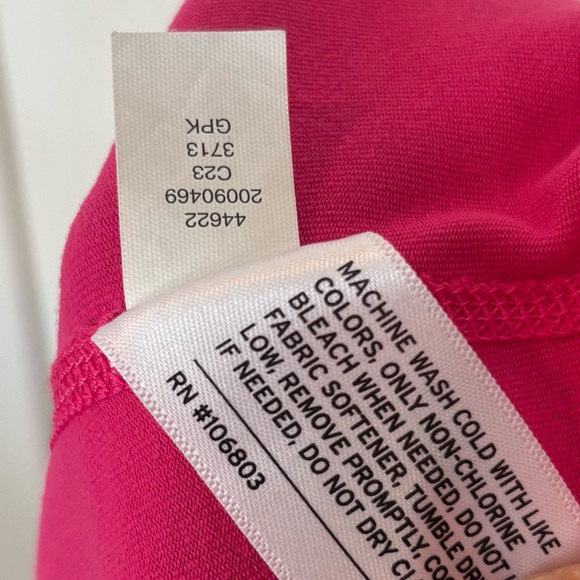 44622
20090469
C23
3713
GPK
MACHINE WASH COLD WITH LIKE
COLORS, ONLY NON-CHLORINE
BLEACH WHEN NEEDED, DO NOT
FABRIC SOFTENER, TUMBLE
LOW, REMOVE PROMPTLY,
IF NEEDED, DO NOT DRY
RN #106803